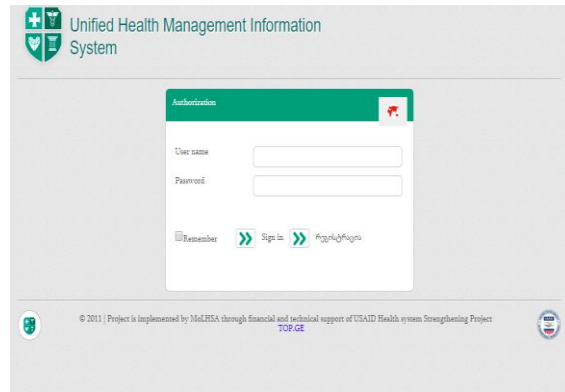 Unified Health Management Information
System
Authorization
User name
Password
Remember
Sign in
რეგისტრაცია
© 2011 | Project is implemented by MoLHSA through financial and technical support of USAID Health system Strengthening Project
TOP.GE